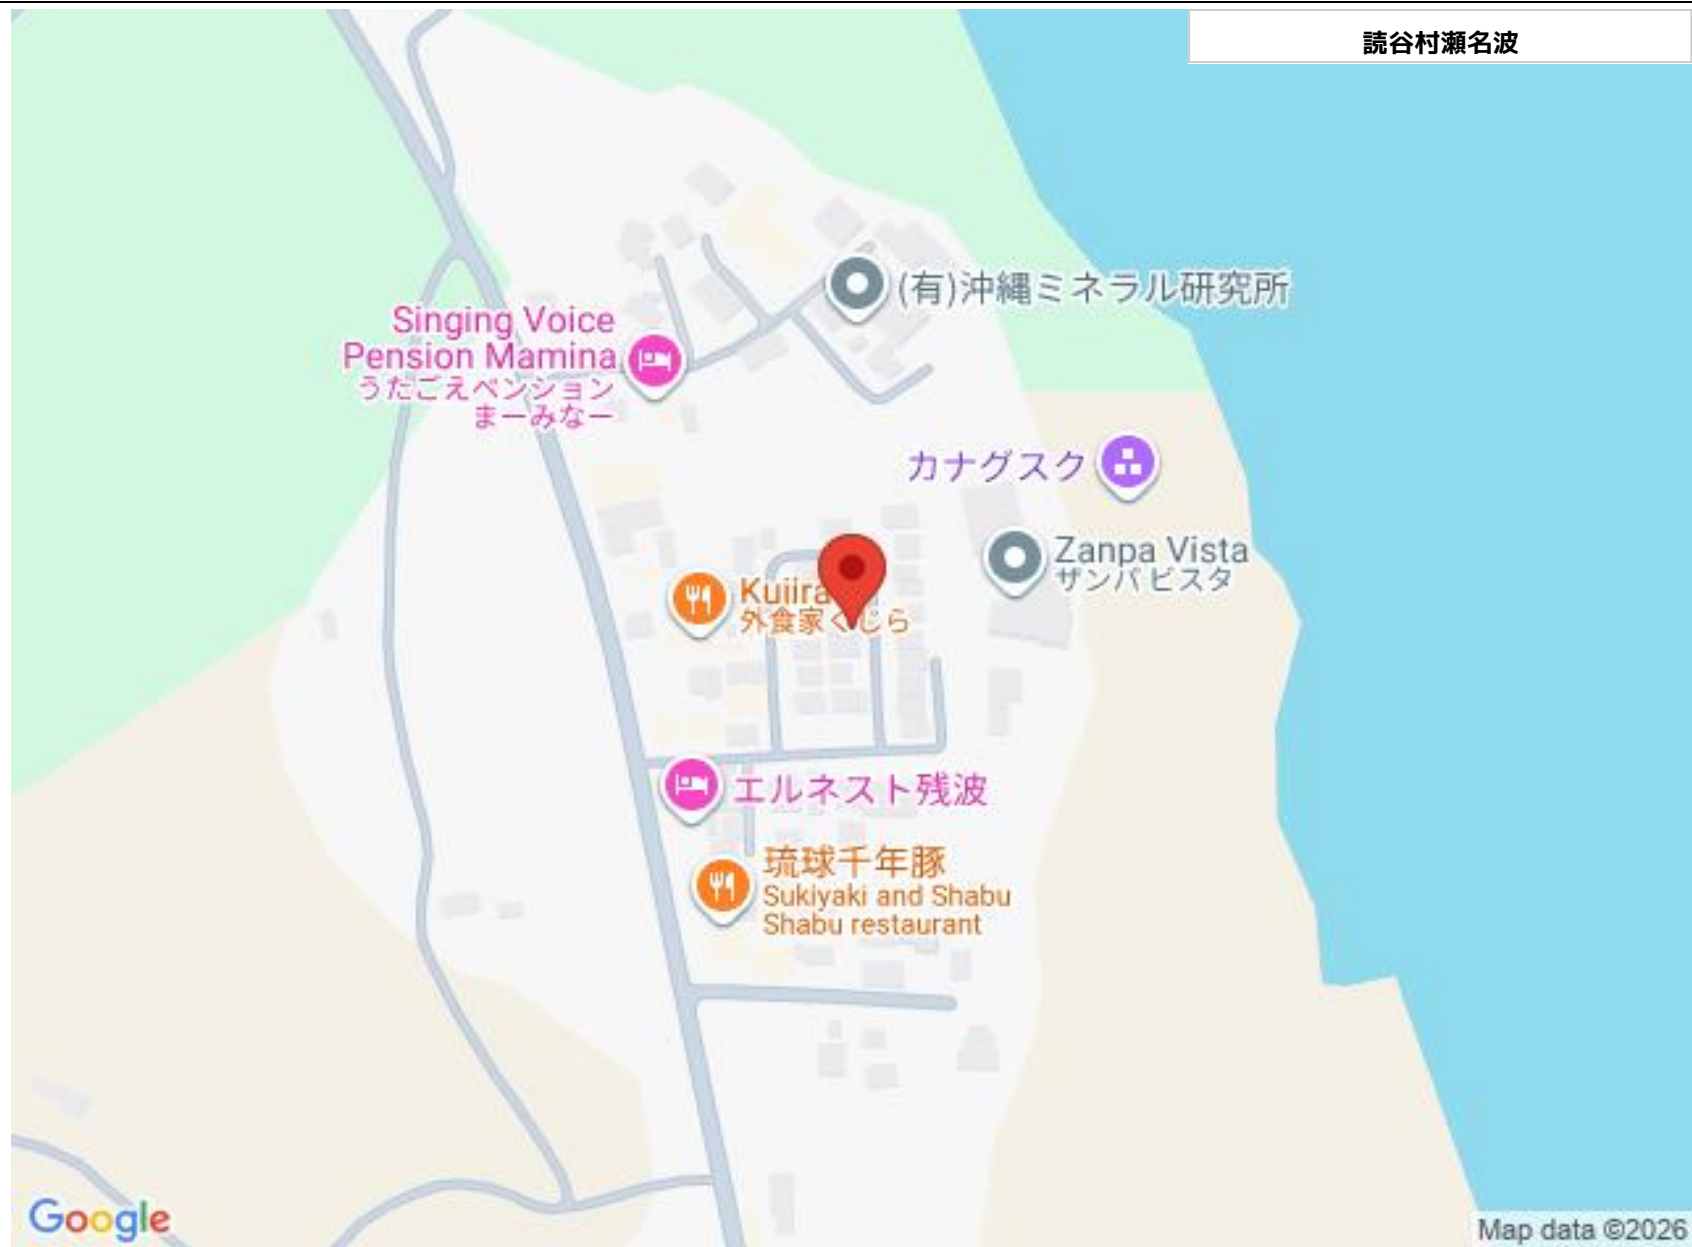 読谷村瀬名波
(有)沖縄ミネラル研究所
Singing Voice
Pension Mamina
うたごえペンション
まーみなー
カナグスク
Zanpa Vista
ザンパ ビスタ
Kujira
外食家くじら
エルネスト残波
琉球千年豚
Sukiyaki and Shabu
Shabu restaurant
Google
Map data ©2026